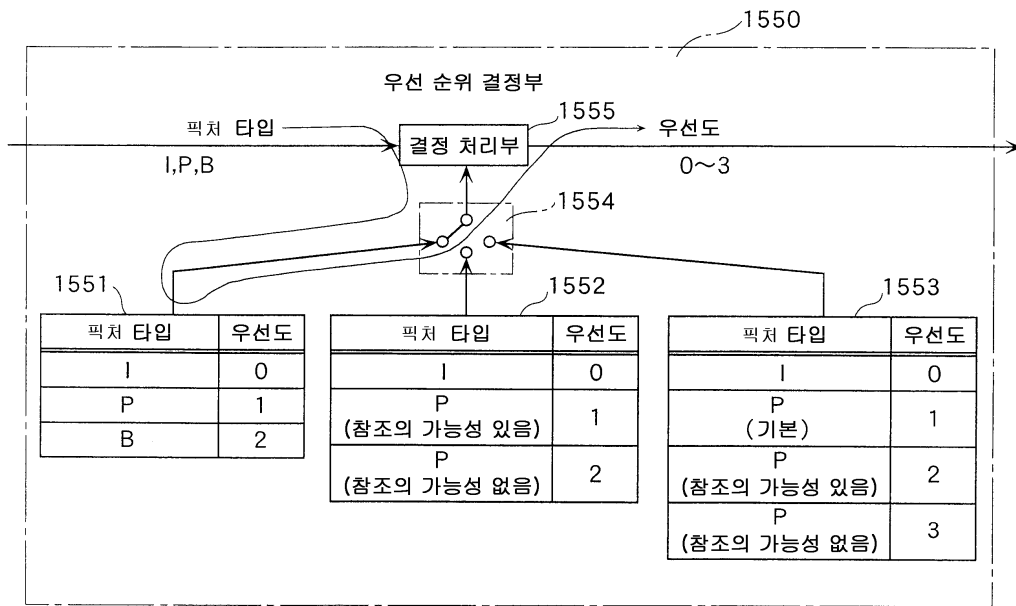 1550
우선 순위 결정부
픽처 타입
1555
우선도
결정 처리부
I,P,B
0~3
1554
1551
1552
1553
픽처 타입 우선도
I 0
P 1
B 2
픽처 타입 우선도
I 0
P
(참조의 가능성 있음) 1
P
(참조의 가능성 없음) 2
픽처 타입 우선도
I 0
P
(기본) 1
P
(참조의 가능성 있음) 2
P
(참조의 가능성 없음) 3